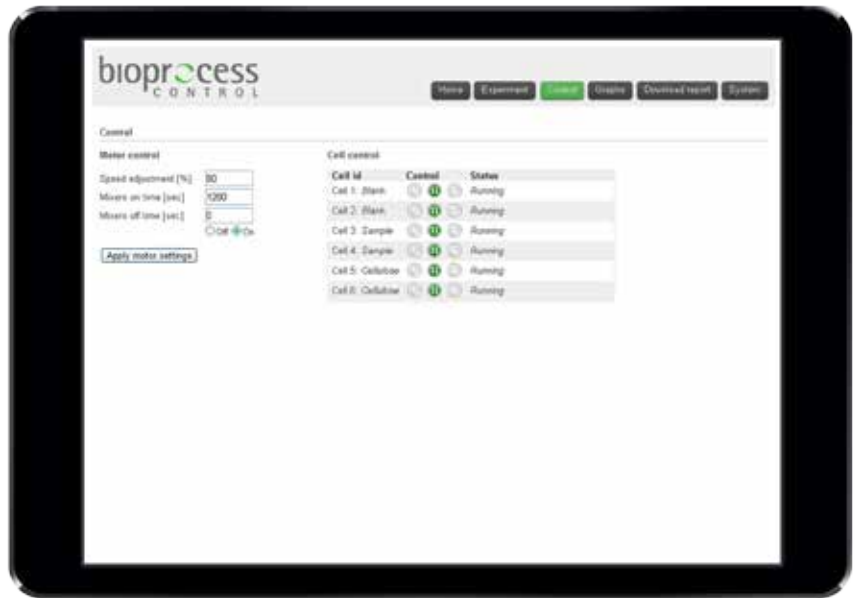 bioprocess
CONTROL
Home Experiment Control Graphs Download report System
Control
Motor control
Speed adjustment [%] 80
Mixers on time [sec] 1200
Mixers off time [sec] 0
Off On
Apply motor settings
Cell control
Cell id Control Status
Cell 1: Blank Running
Cell 2: Blank Running
Cell 3: Sample Running
Cell 4: Sample Running
Cell 5: Cellulose Running
Cell 6: Cellulose Running